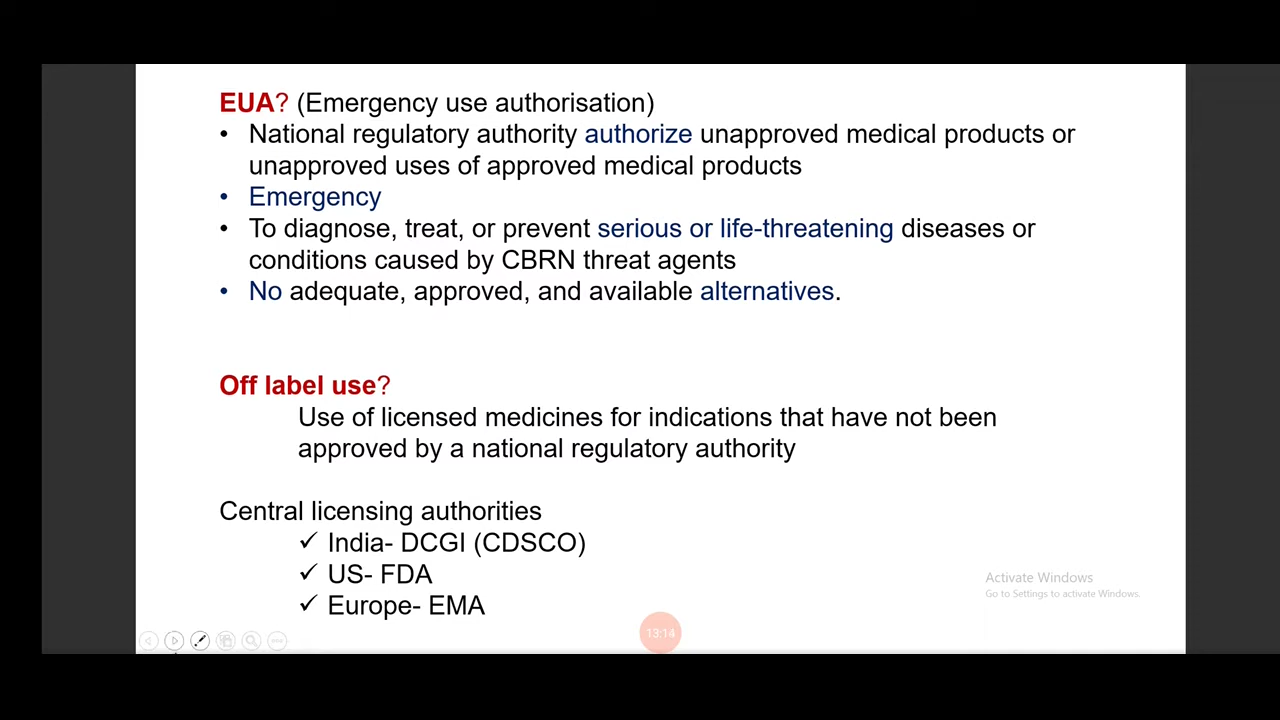 EUA? (Emergency use authorisation)
• National regulatory authority authorize unapproved medical products or
unapproved uses of approved medical products
• Emergency
• To diagnose, treat, or prevent serious or life-threatening diseases or
conditions caused by CBRN threat agents
• No adequate, approved, and available alternatives.
Off label use?
Use of licensed medicines for indications that have not been
approved by a national regulatory authority
Central licensing authorities
✓ India- DCGI (CDSCO)
✓ US- FDA
✓ Europe- EMA
Activate Windows
Go to Settings to activate Windows.
13:14